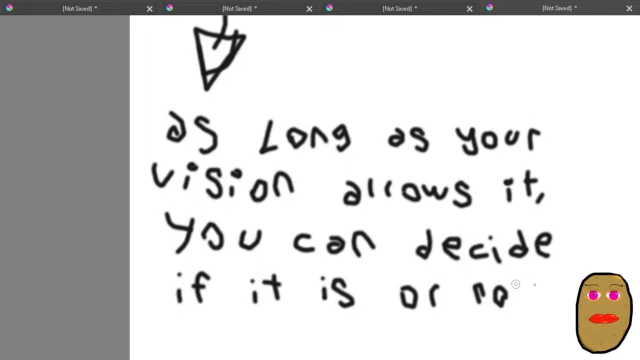 [Not Saved] * [Not Saved] * [Not Saved] * [Not Saved] *
as Long as your
vision allows it,
you can decide
if it is or no